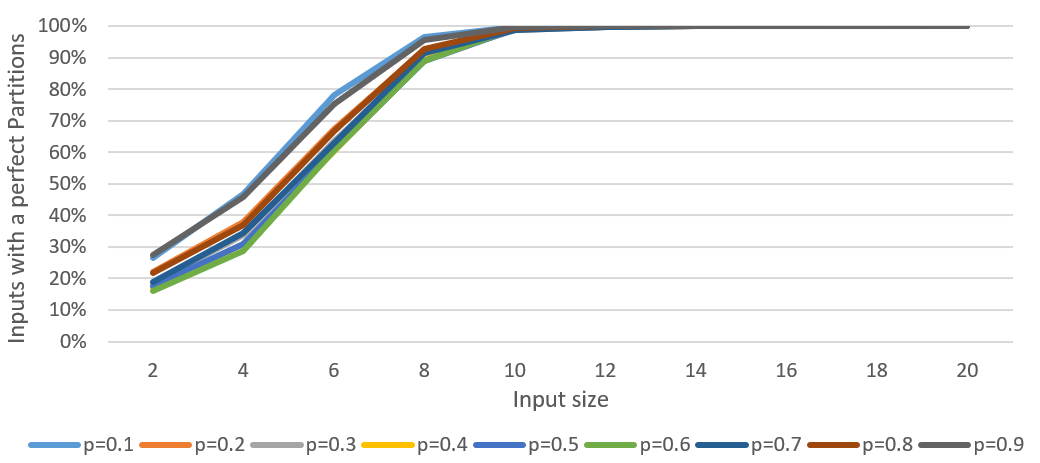 Inputs with a perfect Partitions
100%
90%
80%
70%
60%
50%
40%
30%
20%
10%
0%
2 4 6 8 10 12 14 16 18 20
Input size
p=0.1 p=0.2 p=0.3 p=0.4 p=0.5 p=0.6 p=0.7 p=0.8 p=0.9